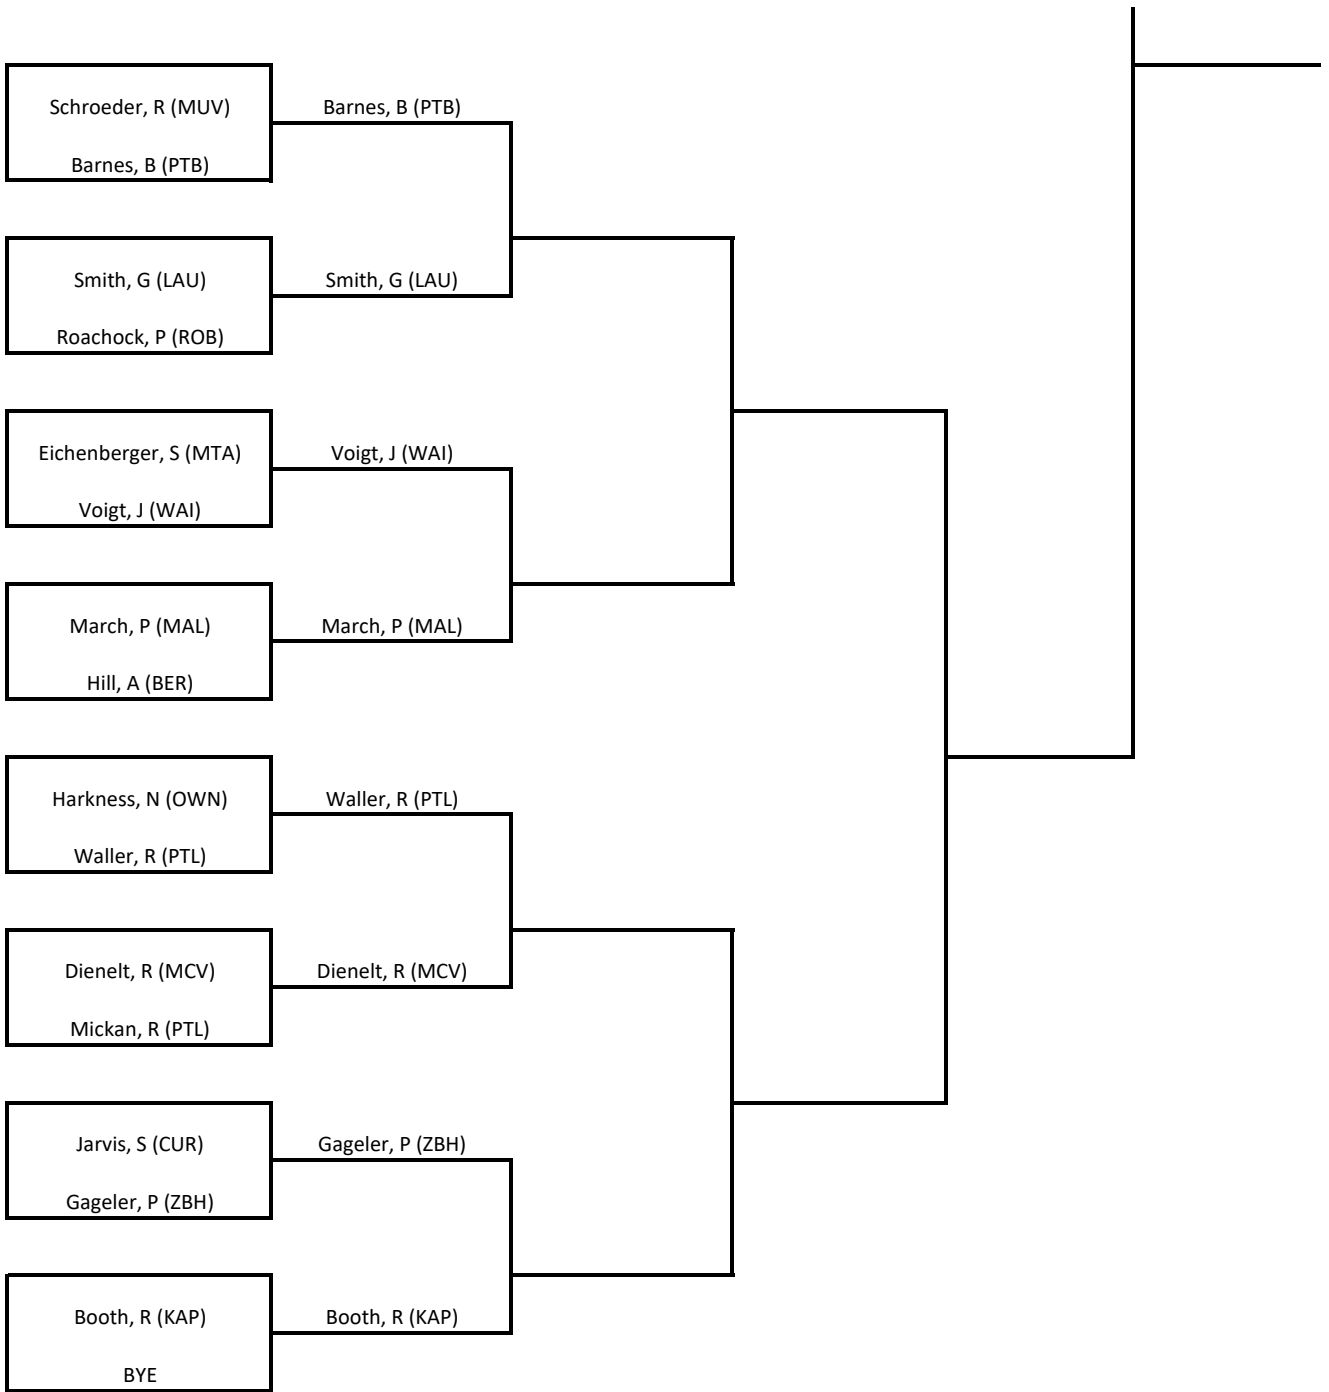 Schroeder, R (MUV)
Barnes, B (PTB)
Barnes, B (PTB)
Smith, G (LAU)
Smith, G (LAU)
Roachock, P (ROB)
Eichenberger, S (MTA)
Voigt, J (WAI)
Voigt, J (WAI)
March, P (MAL)
March, P (MAL)
Hill, A (BER)
Harkness, N (OWN)
Waller, R (PTL)
Waller, R (PTL)
Dienelt, R (MCV)
Dienelt, R (MCV)
Mickan, R (PTL)
Jarvis, S (CUR)
Gageler, P (ZBH)
Gageler, P (ZBH)
Booth, R (KAP)
Booth, R (KAP)
BYE